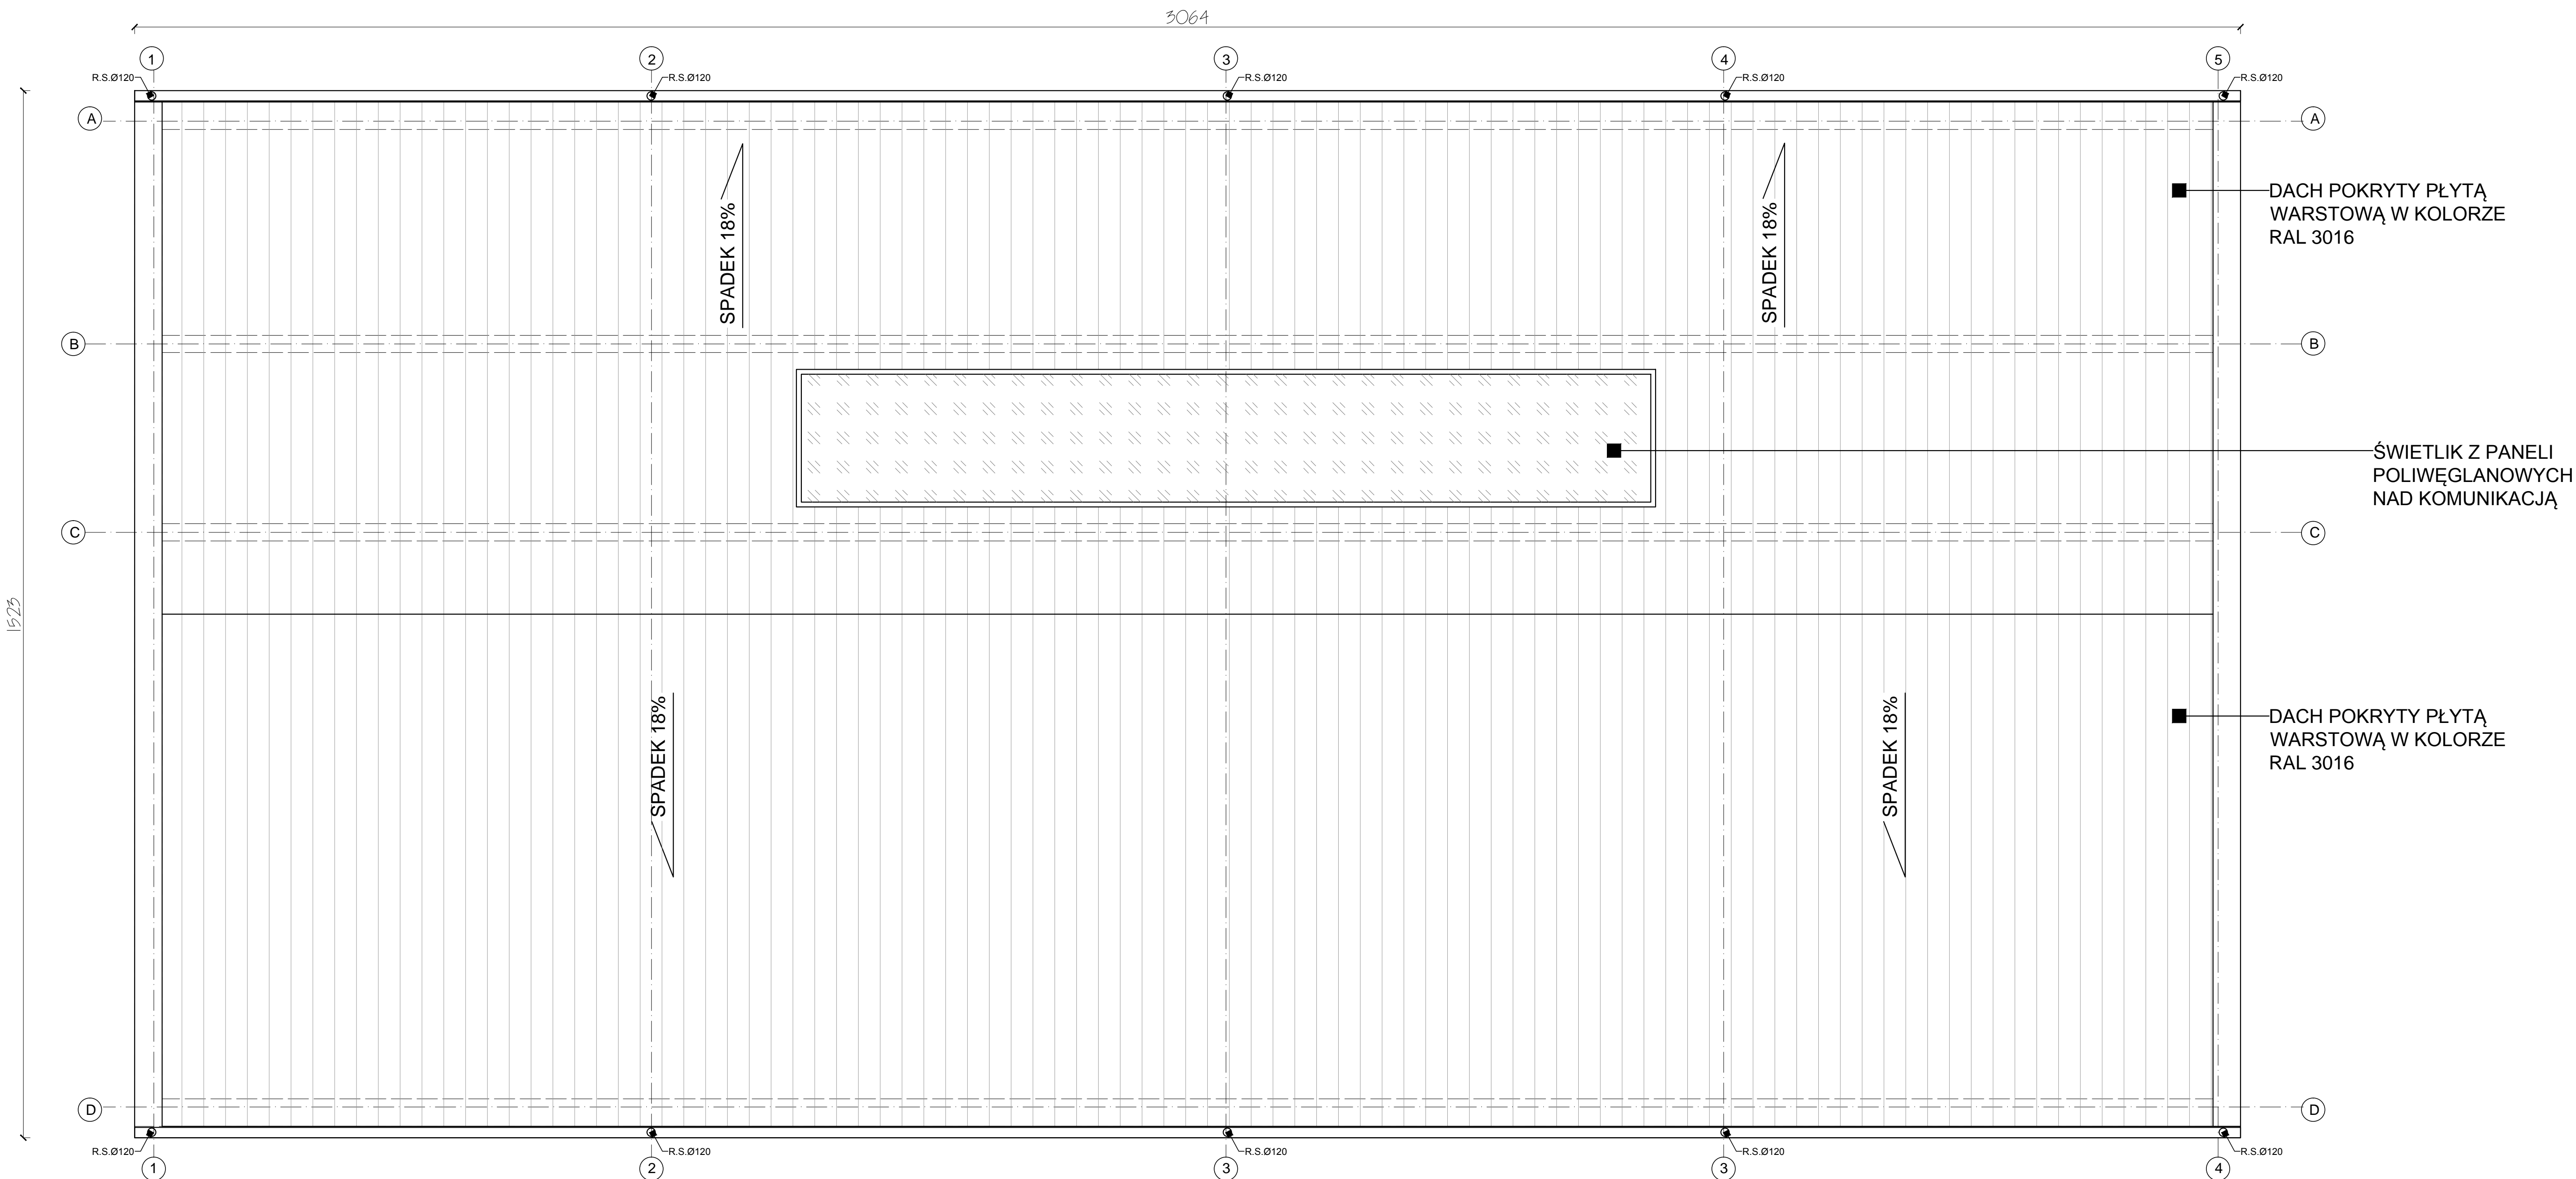 3064
1
2
3
4
5
R.S.Ø120
R.S.Ø120
R.S.Ø120
R.S.Ø120
R.S.Ø120
A
A
SPADEK 18%
SPADEK 18%
DACH POKRYTY PŁYTĄ
WARSTOWĄ W KOLORZE
RAL 3016
B
B
ŚWIETLIK Z PANELI
POLIWĘGLANOWYCH
NAD KOMUNIKACJĄ
C
C
1523
SPADEK 18%
SPADEK 18%
DACH POKRYTY PŁYTĄ
WARSTOWĄ W KOLORZE
RAL 3016
D
D
R.S.Ø120
R.S.Ø120
R.S.Ø120
R.S.Ø120
R.S.Ø120
1
2
3
3
4